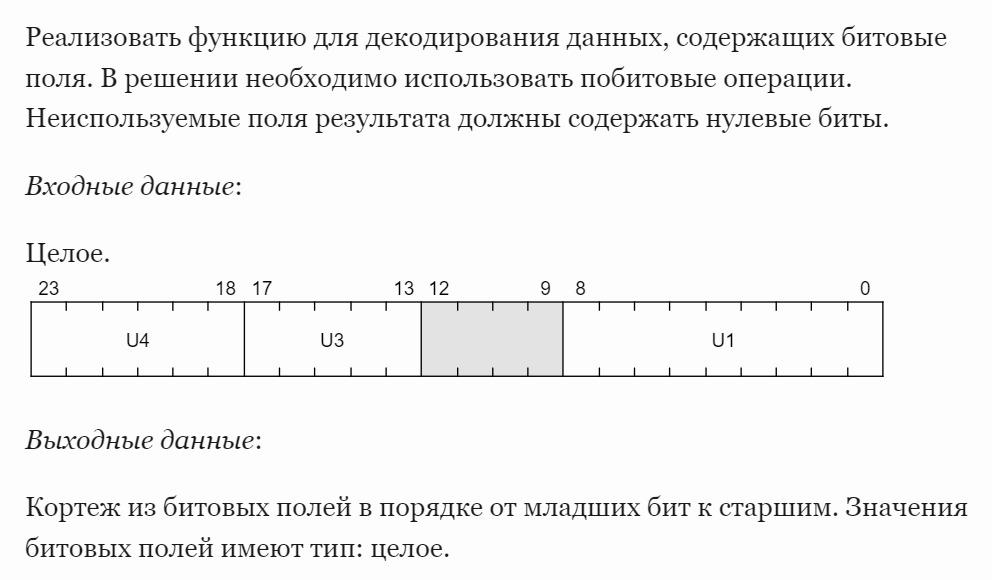 Реализовать функцию для декодирования данных, содержащих битовые
поля. В решении необходимо использовать побитовые операции.
Неиспользуемые поля результата должны содержать нулевые биты.
Входные данные:
Целое.
23 18 17 13 12 9 8 0
U4 U3 U1
Выходные данные:
Кортеж из битовых полей в порядке от младших бит к старшим. Значения
битовых полей имеют тип: целое.